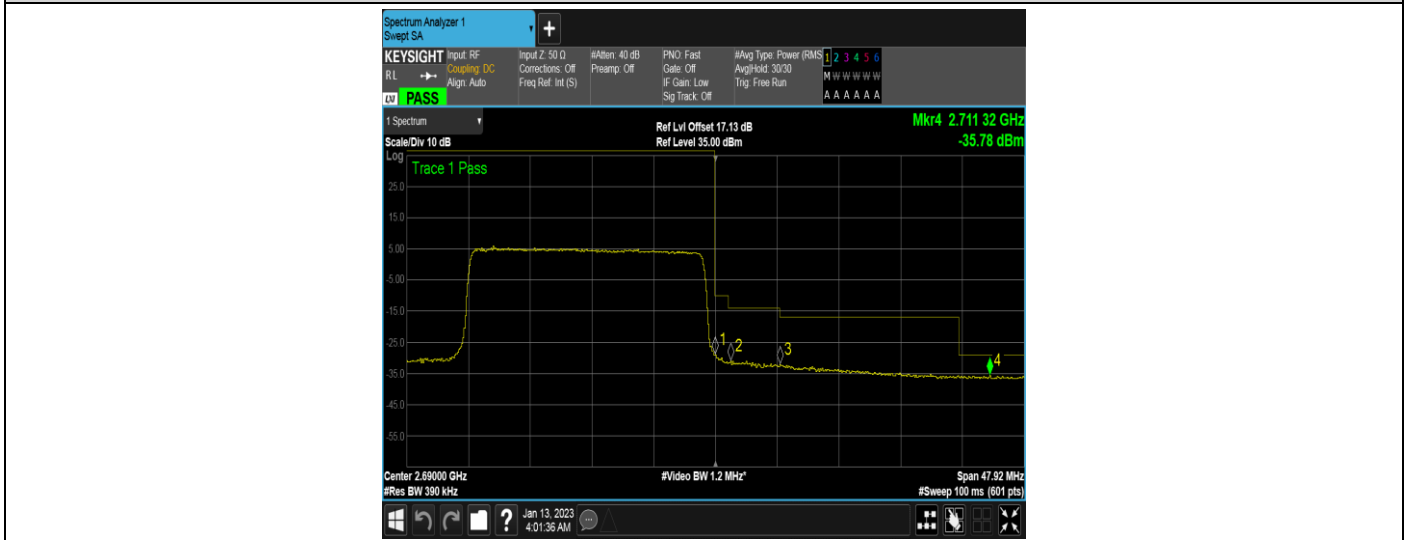 Spectrum Analyzer 1
Swept SA
+
KEYSIGHT Input: RF
RL
Coupling: DC
Align: Auto
Input Z: 50 Ω
Corrections: Off
Freq Ref: Int (S)
#Atten: 40 dB
Preamp: Off
PNO: Fast
Gate: Off
IF Gain: Low
Sig Track: Off
#Avg Type: Power (RMS
Avg|Hold: 30/30
Trig: Free Run
1 2 3 4 5 6
M W W W W W
A A A A A A
LXI PASS
1 Spectrum
Scale/Div 10 dB
Ref Lvl Offset 17.13 dB
Ref Level 35.00 dBm
Mkr4 2.711 32 GHz
-35.78 dBm
Log
Trace 1 Pass
25.0
15.0
5.00
-5.00
-15.0
-25.0
-35.0
-45.0
-55.0
1
2
3
4
Center 2.69000 GHz
#Res BW 390 kHz
#Video BW 1.2 MHz*
Span 47.92 MHz
#Sweep 100 ms (601 pts)
?
Jan 13, 2023
4:01:36 AM